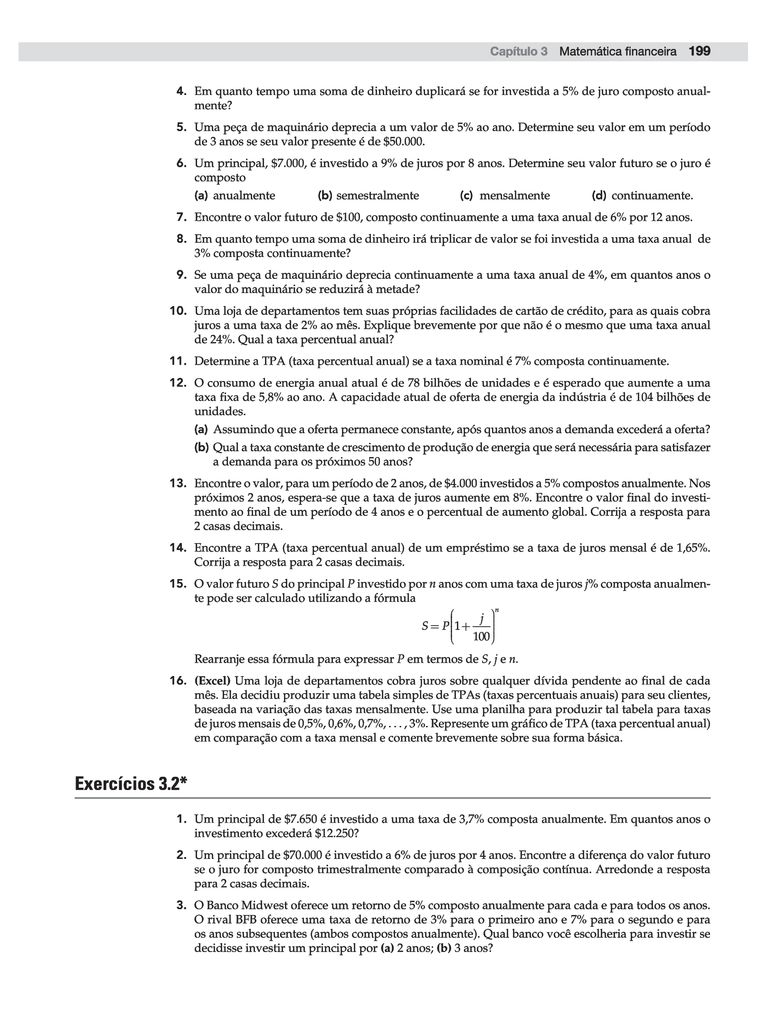 Capítulo 3 Matemática financeira 199
4. Em quanto tempo uma soma de dinheiro duplicará se for investida a 5% de juro composto anual-
mente?
5. Uma peça de maquinário deprecia a um valor de 5% ao ano. Determine seu valor em um período
de 3 anos se seu valor presente é de $50.000.
6. Um principal, $7.000, é investido a 9% de juros por 8 anos. Determine seu valor futuro se o juro é
composto
(a) anualmente (b) semestralmente (c) mensalmente (d) continuamente.
7. Encontre o valor futuro de $100, composto continuamente a uma taxa anual de 6% por 12 anos.
8. Em quanto tempo uma soma de dinheiro irá triplicar de valor se foi investida a uma taxa anual de
3% composta continuamente?
9. Se uma peça de maquinário deprecia continuamente a uma taxa anual de 4%, em quantos anos o
valor do maquinário se reduzirá à metade?
10. Uma loja de departamentos tem suas próprias facilidades de cartão de crédito, para as quais cobra
juros a uma taxa de 2% ao mês. Explique brevemente por que não é o mesmo que uma taxa anual
de 24%. Qual a taxa percentual anual?
11. Determine a TPA (taxa percentual anual) se a taxa nominal é 7% composta continuamente.
12. O consumo de energia anual atual é de 78 bilhões de unidades e é esperado que aumente a uma
taxa fixa de 5,8% ao ano. A capacidade atual de oferta de energia da indústria é de 104 bilhões de
unidades.
(a) Assumindo que a oferta permanece constante, após quantos anos a demanda excederá a oferta?
(b) Qual a taxa constante de crescimento de produção de energia que será necessária para satisfazer
a demanda para os próximos 50 anos?
13. Encontre o valor, para um período de 2 anos, de $4.000 investidos a 5% compostos anualmente. Nos
próximos 2 anos, espera-se que a taxa de juros aumente em 8%. Encontre o valor final do investi-
mento ao final de um período de 4 anos e o percentual de aumento global. Corrija a resposta para
2 casas decimais.
14. Encontre a TPA (taxa percentual anual) de um empréstimo se a taxa de juros mensal é de 1,65%.
Corrija a resposta para 2 casas decimais.
15. O valor futuro S do principal P investido por n anos com uma taxa de juros j% composta anualmen-
te pode ser calculado utilizando a fórmula
S = P(1 + j/100)^n
Rearranje essa fórmula para expressar P em termos de S, j e n.
16. (Excel) Uma loja de departamentos cobra juros sobre qualquer dívida pendente ao final de cada
mês. Ela decidiu produzir uma tabela simples de TPAs (taxas percentuais anuais) para seu clientes,
baseada na variação das taxas mensalmente. Use uma planilha para produzir tal tabela para taxas
de juros mensais de 0,5%, 0,6%, 0,7%, . . . , 3%. Represente um gráfico de TPA (taxa percentual anual)
em comparação com a taxa mensal e comente brevemente sobre sua forma básica.
Exercícios 3.2*
1. Um principal de $7.650 é investido a uma taxa de 3,7% composta anualmente. Em quantos anos o
investimento excederá $12.250?
2. Um principal de $70.000 é investido a 6% de juros por 4 anos. Encontre a diferença do valor futuro
se o juro for composto trimestralmente comparado à composição contínua. Arredonde a resposta
para 2 casas decimais.
3. O Banco Midwest oferece um retorno de 5% composto anualmente para cada e para todos os anos.
O rival BFB oferece uma taxa de retorno de 3% para o primeiro ano e 7% para o segundo e para
os anos subsequentes (ambos compostos anualmente). Qual banco você escolheria para investir se
decidisse investir um principal por (a) 2 anos; (b) 3 anos?